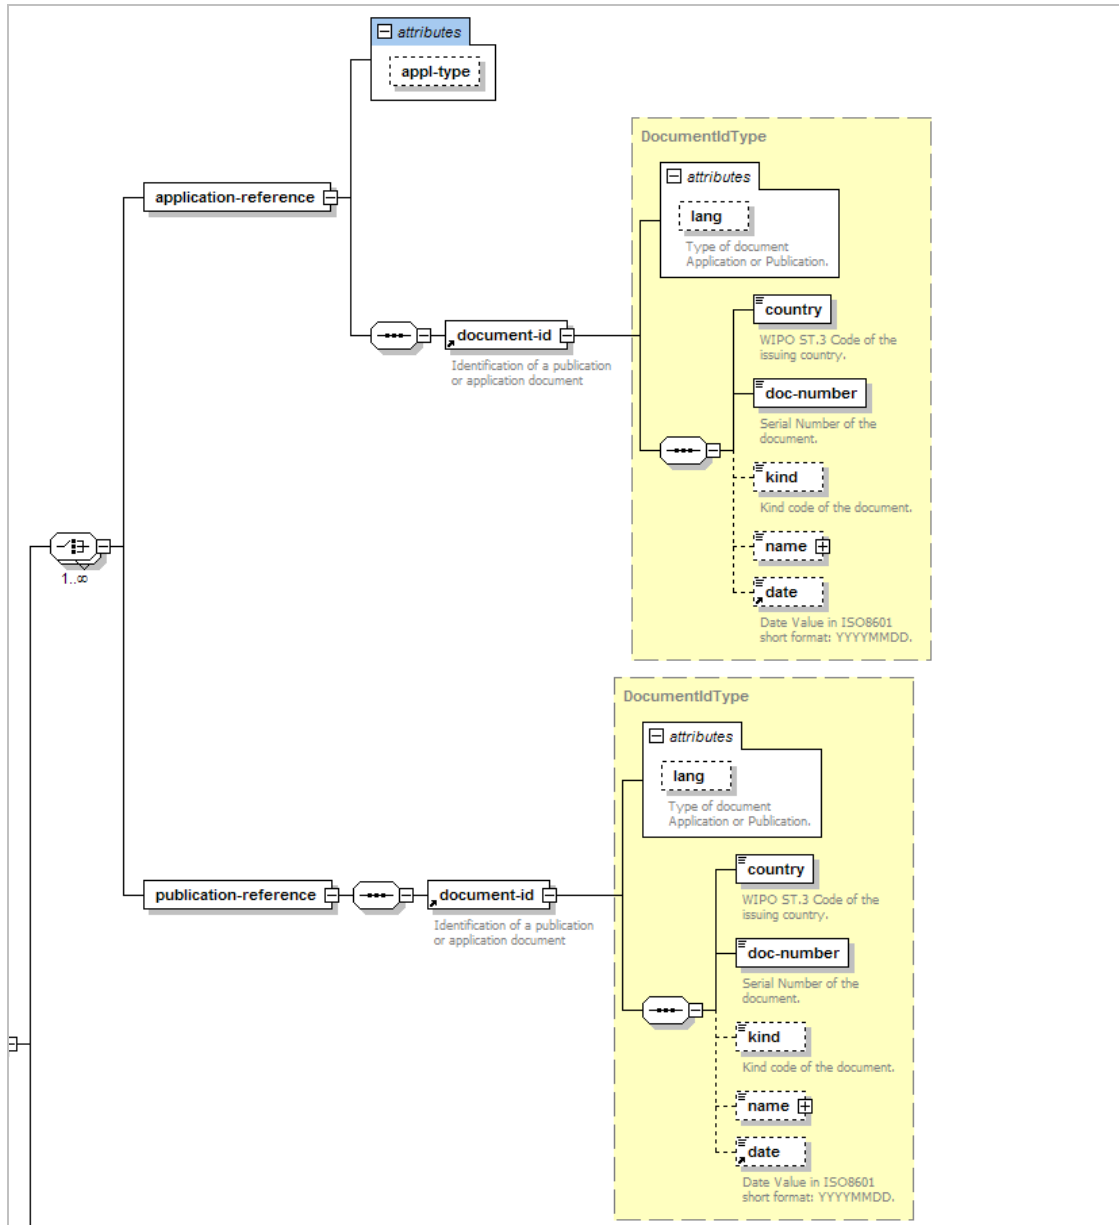 attributes
appl-type
DocumentIdType
attributes
application-reference
lang
Type of document
Application or Publication.
country
document-id
WIPO ST.3 Code of the
issuing country.
Identification of a publication
or application document
doc-number
Serial Number of the
document.
kind
Kind code of the document.
name
1..∞
date
Date Value in ISO8601
short format: YYYYMMDD.
DocumentIdType
attributes
lang
Type of document
Application or Publication.
country
publication-reference
document-id
WIPO ST.3 Code of the
issuing country.
Identification of a publication
or application document
doc-number
Serial Number of the
document.
kind
Kind code of the document.
name
date
Date Value in ISO8601
short format: YYYYMMDD.